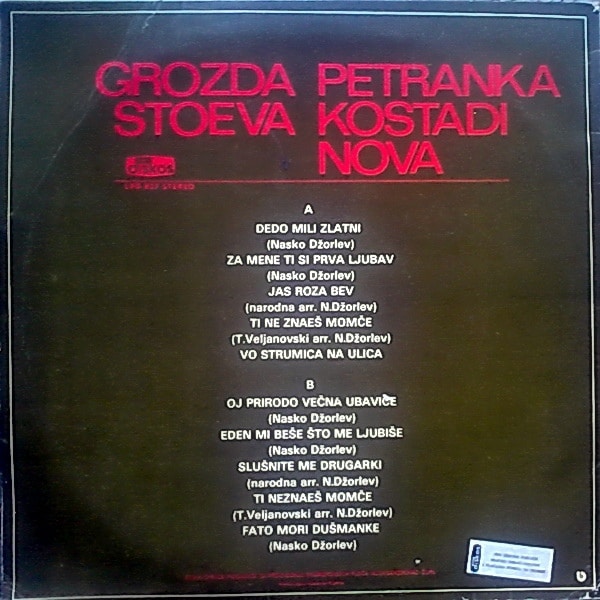 GROZDA PETRANKA
STOEVA KOSTADI
NOVA
diskos
STEREO
A
DEDO MILI ZLATNI
(Nasko Džorlev)
ZA MENE TI SI PRVA LJUBAV
(Nasko Džorlev)
JAS ROZA BEV
(narodna arr. N.Džorlev)
TI NE ZNAEŠ MOMČE
(T.Veljanovski arr. N.Džorlev)
VO STRUMICA NA ULICA
B
OJ PRIRODO VEČNA UBAVICE
(Nasko Džorlev)
EDEN MI BEŠE ŠTO ME LJUBIŠE
(Nasko Džorlev)
SLUŠNITE ME DRUGARKI
(narodna arr. N.Džorlev)
TI NEZNAEŠ MOMČE
(T.Veljanovski arr. N.Džorlev)
FATO MORI DUŠMANKE
(Nasko Džorlev)